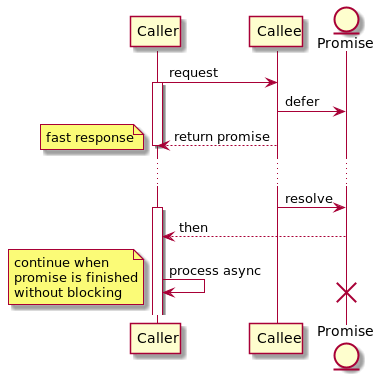 Caller
Callee
Promise
request
defer
return promise
fast response
resolve
then
continue when
promise is finished
without blocking
process async
Caller
Callee
Promise